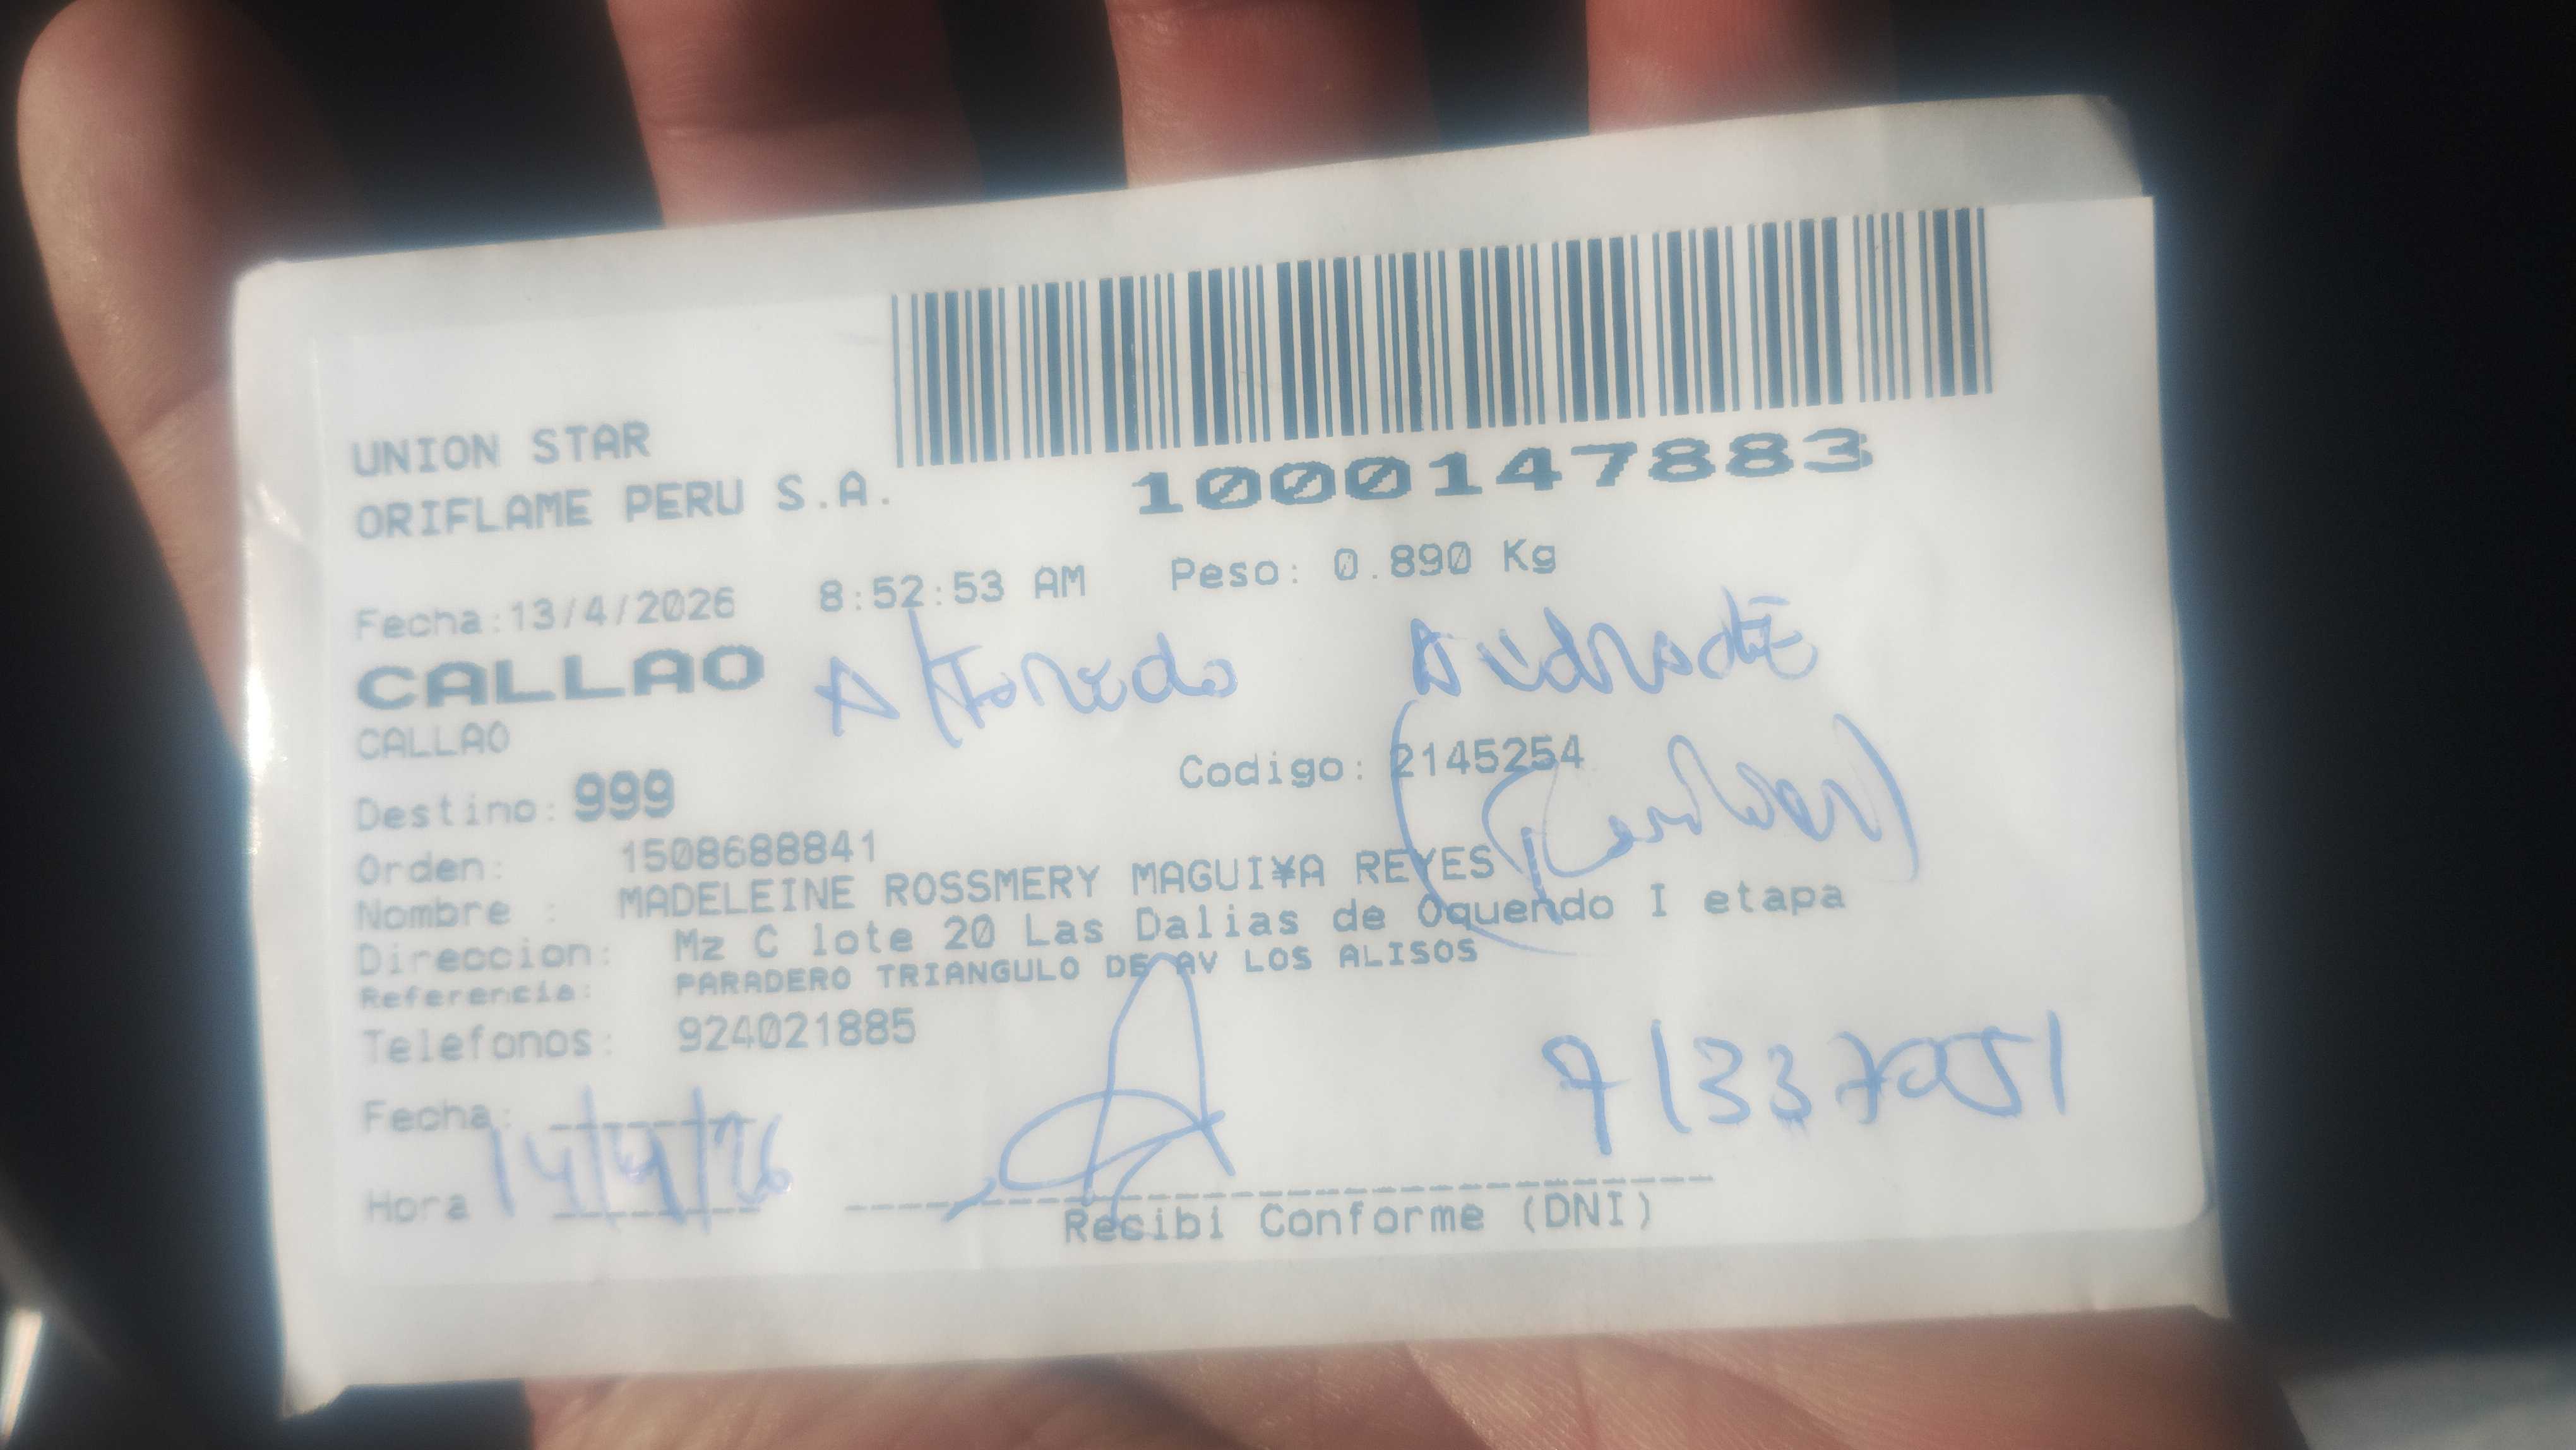 UNION STAR
ORIFLAME PERU S.A.
1000147883
Fecha:13/4/2026 8:52:53 AM Peso: 0.890 Kg
CALLAO Alfonedo Andrade
CALLAO
Codigo: 2145254
Destino: 999
Orden: 1508688841
Nombre : MADELEINE ROSSMERY MAGUI¥A REYES
Direccion: Mz C lote 20 Las Dalias de Oquendo I etapa
Referencia: PARADERO TRIANGULO DE AV LOS ALISOS
Telefonos: 924021885
Fecha:
14/4/26
Hora
Recibi Conforme (DNI)